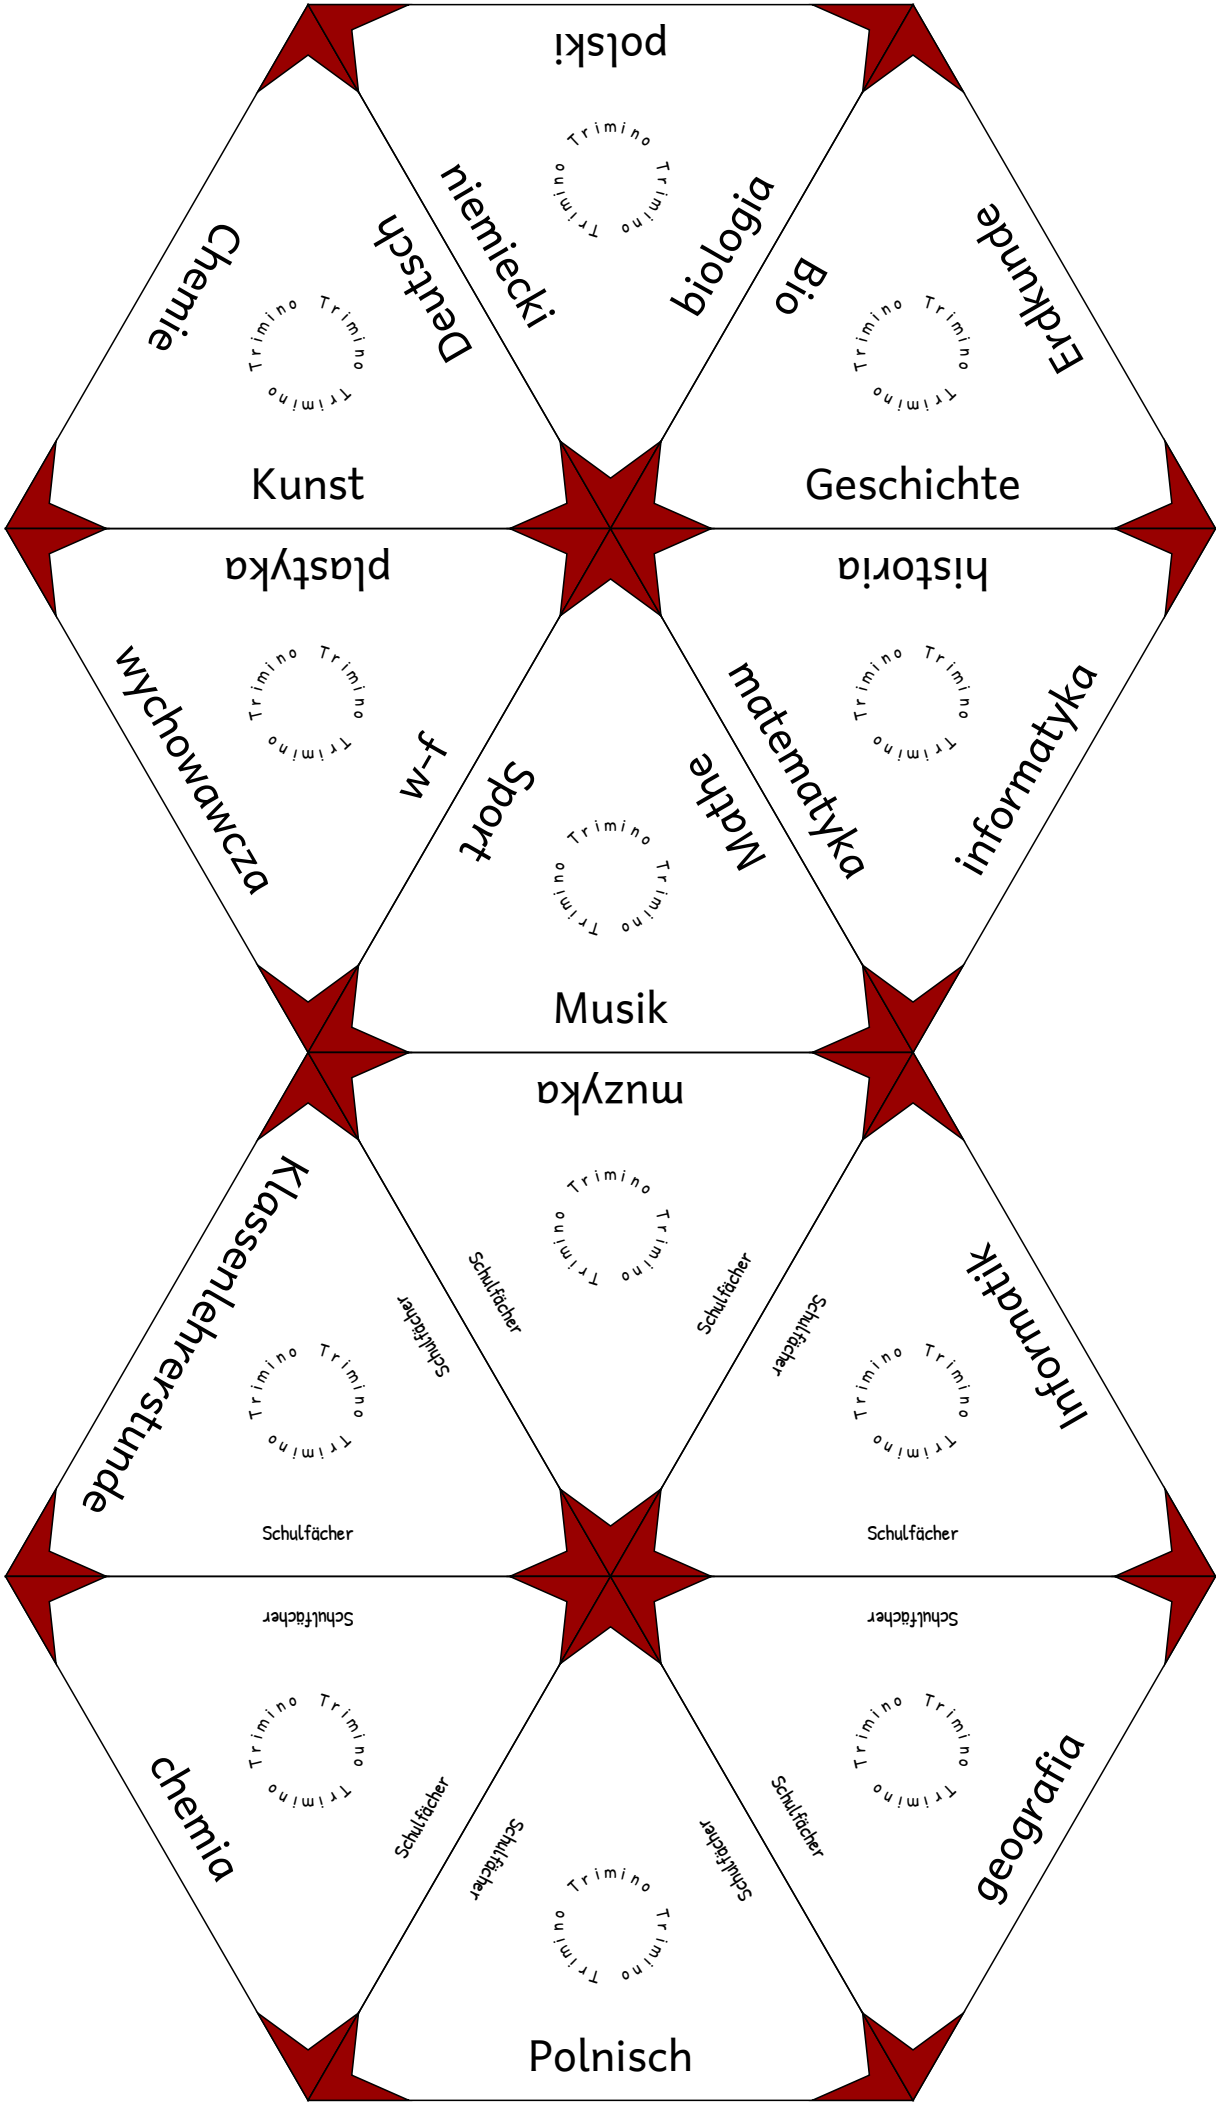 polski
niemiecki
biologia
Trimino Trimino Trimino
Chemie
Deutsch
Kunst
Trimino Trimino Trimino
Bio
Erdkunde
Geschichte
Trimino Trimino Trimino
plastyka
wychowawcza
w-f
Trimino Trimino Trimino
Sport
Mathe
Musik
Trimino Trimino Trimino
historia
matematyka
informatyka
Trimino Trimino Trimino
muzyka
Schulfächer
Schulfächer
Trimino Trimino Trimino
Klassenlehrerstunde
Schulfächer
Schulfächer
Trimino Trimino Trimino
Informatik
Schulfächer
Schulfächer
Trimino Trimino Trimino
Schulfächer
chemia
Schulfächer
Trimino Trimino Trimino
Schulfächer
Schulfächer
Polnisch
Trimino Trimino Trimino
Schulfächer
Schulfächer
geografia
Trimino Trimino Trimino